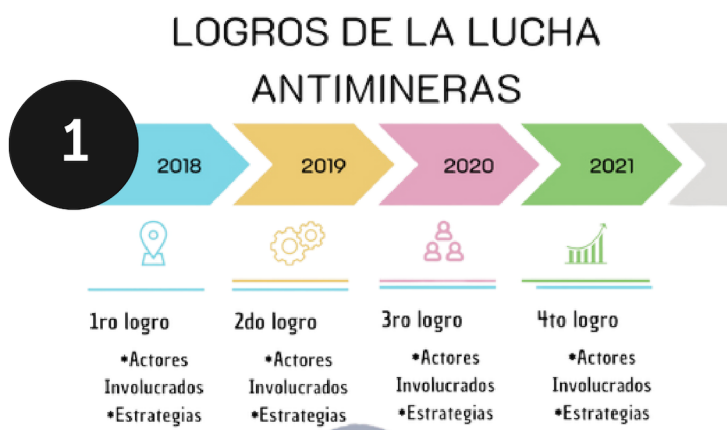 LOGROS DE LA LUCHA
ANTIMINERAS
1
2018
2019
2020
2021
1ro logro
•Actores
Involucrados
•Estrategias
2do logro
•Actores
Involucrados
•Estrategias
3ro logro
•Actores
Involucrados
•Estrategias
4to logro
•Actores
Involucrados
•Estrategias